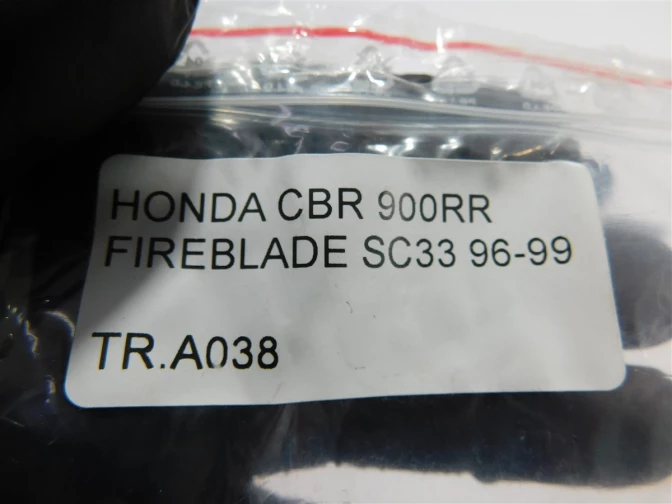 HONDA CBR 900RR
FIREBLADE SC33 96-99
TR.A038